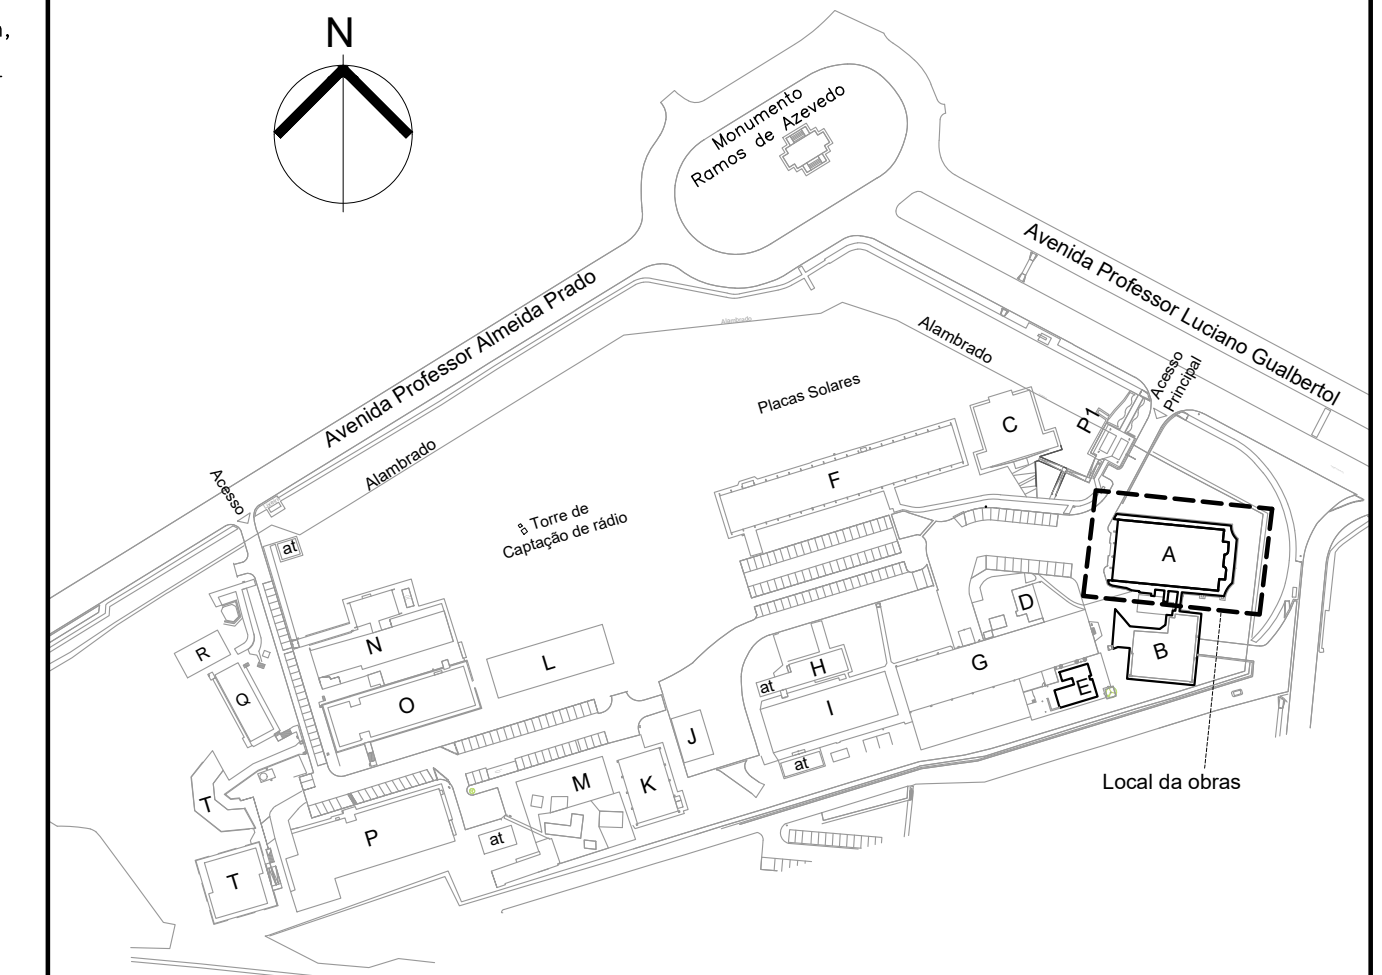 N
Monumento
Ramos de Azevedo
Avenida Professor Luciano Gualbertol
Avenida Professor Almeida Prado
Alambrado
Alambrado
Acesso
Principal
P1
Placas Solares
C
F
Alambrado
Acesso
Torre de
Captação de rádio
at
A
D
B
G
E
H
at
I
J
at
L
N
O
R
Q
M
K
at
P
T
T
Local da obras